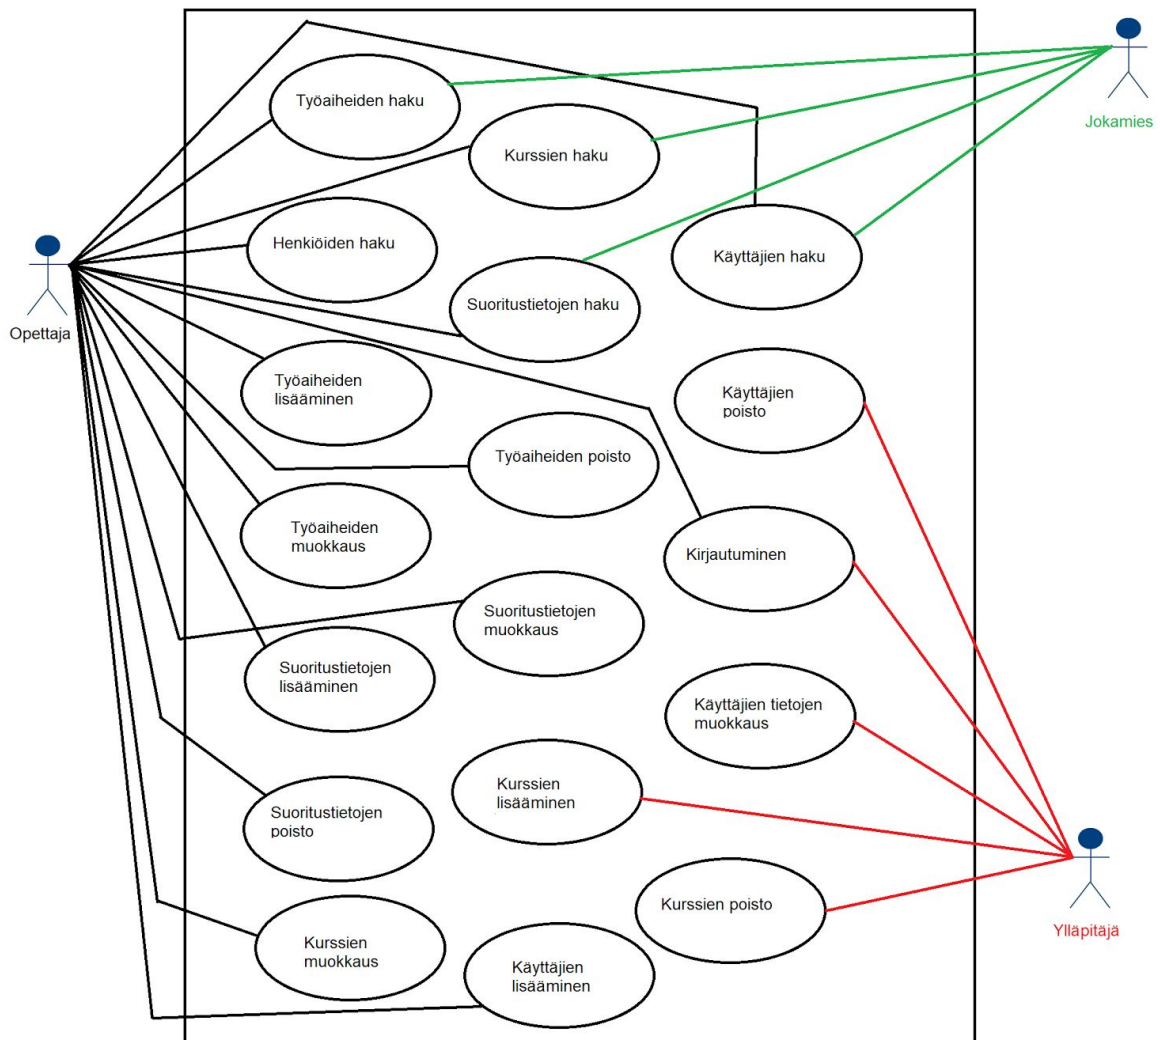 Työaiheiden haku
Jokamies
Kurssien haku
Henkiöiden haku
Käyttäjien haku
Suoritustietojen haku
Opettaja
Työaiheiden
lisääminen
Käyttäjien
poisto
Työaiheiden poisto
Työaiheiden
muokkaus
Kirjautuminen
Suoritustietojen
muokkaus
Suoritustietojen
lisääminen
Käyttäjien tietojen
muokkaus
Kurssien
lisääminen
Suoritustietojen
poisto
Kurssien poisto
Ylläpitäjä
Kurssien
muokkaus
Käyttäjien
lisääminen